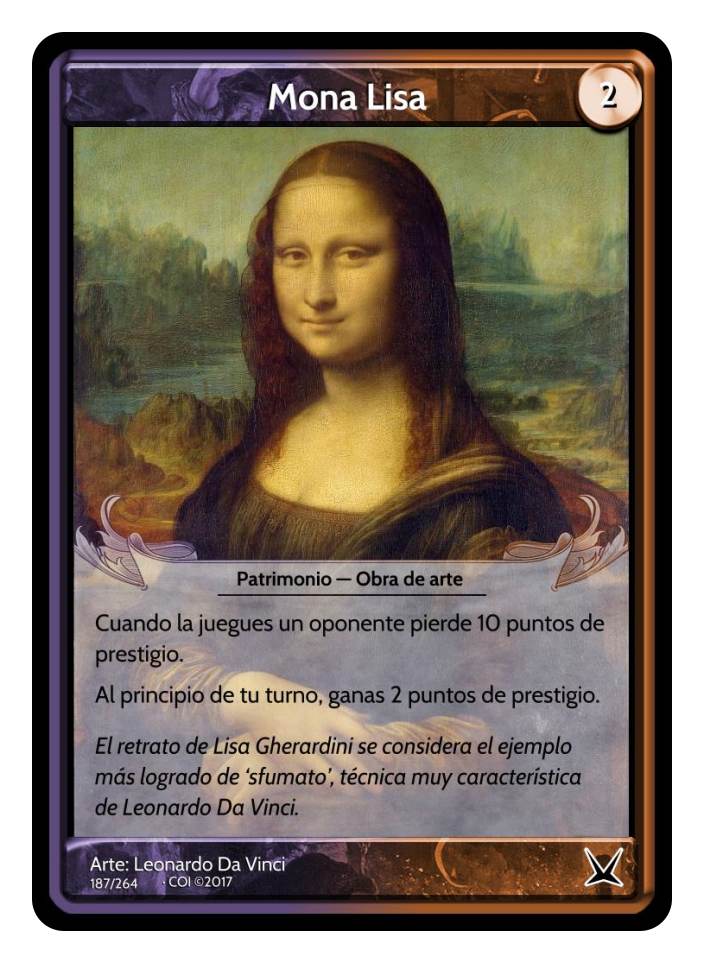 Mona Lisa
2
Patrimonio — Obra de arte
Cuando la juegues un oponente pierde 10 puntos de
prestigio.
Al principio de tu turno, ganas 2 puntos de prestigio.
El retrato de Lisa Gherardini se considera el ejemplo
más logrado de ‘sfumato’, técnica muy característica
de Leonardo Da Vinci.
Arte: Leonardo Da Vinci
187/264 · COI ©2017